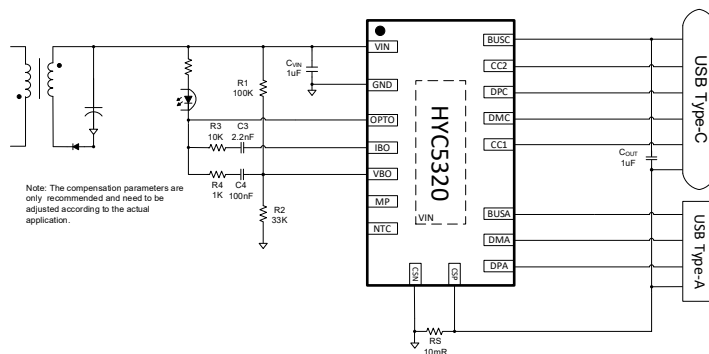 VIN
GND
OPTO
IBO
VBO
MP
NTC
BUSC
CC2
DPC
DMC
CC1
BUSA
DMA
DPA
CSN
CSP
HYC5320
VIN
CVIN
1uF
R1
100K
R3
10K
C3
2.2nF
R4
1K
C4
100nF
R2
33K
COUT
1uF
RS
10mR
USB Type-C
USB Type-A
Note: The compensation parameters are
only recommended and need to be
adjusted according to the actual
application.